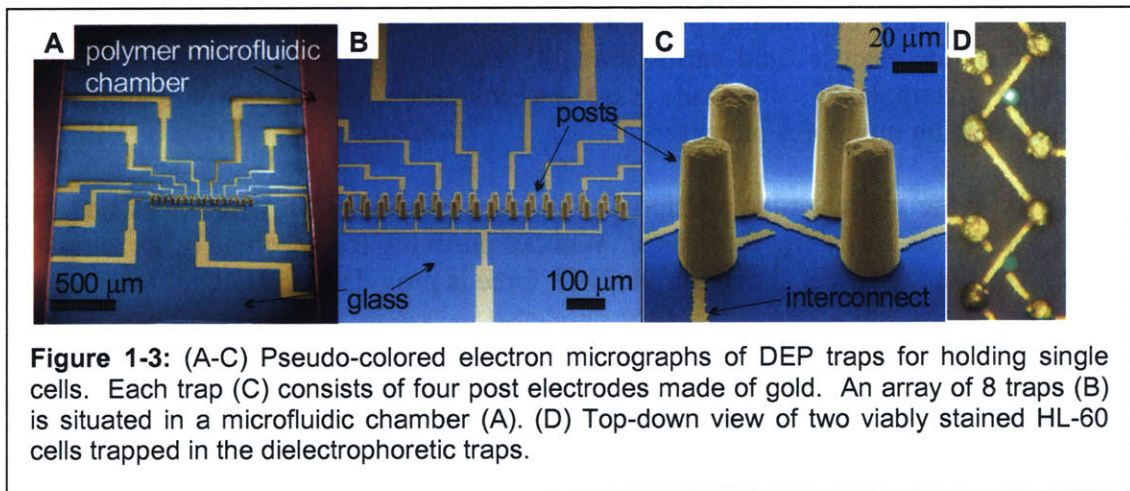 A
polymer microfluidic
chamber
500 μm
B
posts
glass
100 μm
C
20 μm
interconnect
D
Figure 1-3: (A-C) Pseudo-colored electron micrographs of DEP traps for holding single
cells. Each trap (C) consists of four post electrodes made of gold. An array of 8 traps (B)
is situated in a microfluidic chamber (A). (D) Top-down view of two viably stained HL-60
cells trapped in the dielectrophoretic traps.